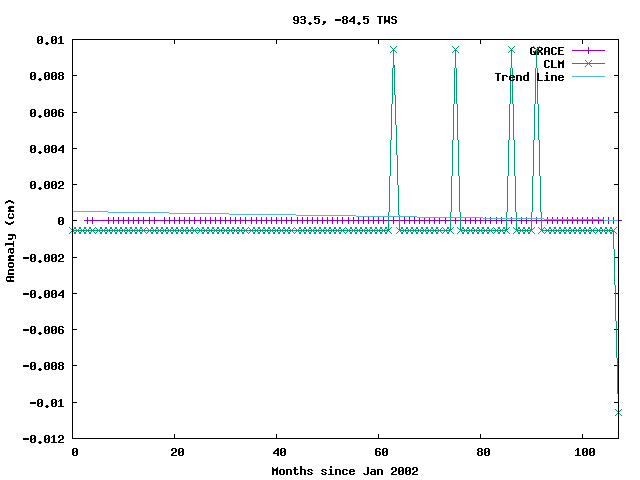 93.5, -84.5 TWS
0.01
0.008
0.006
0.004
0.002
0
-0.002
-0.004
-0.006
-0.008
-0.01
-0.012
Anomaly (cm)
GRACE
CLM
Trend Line
0 20 40 60 80 100
Months since Jan 2002